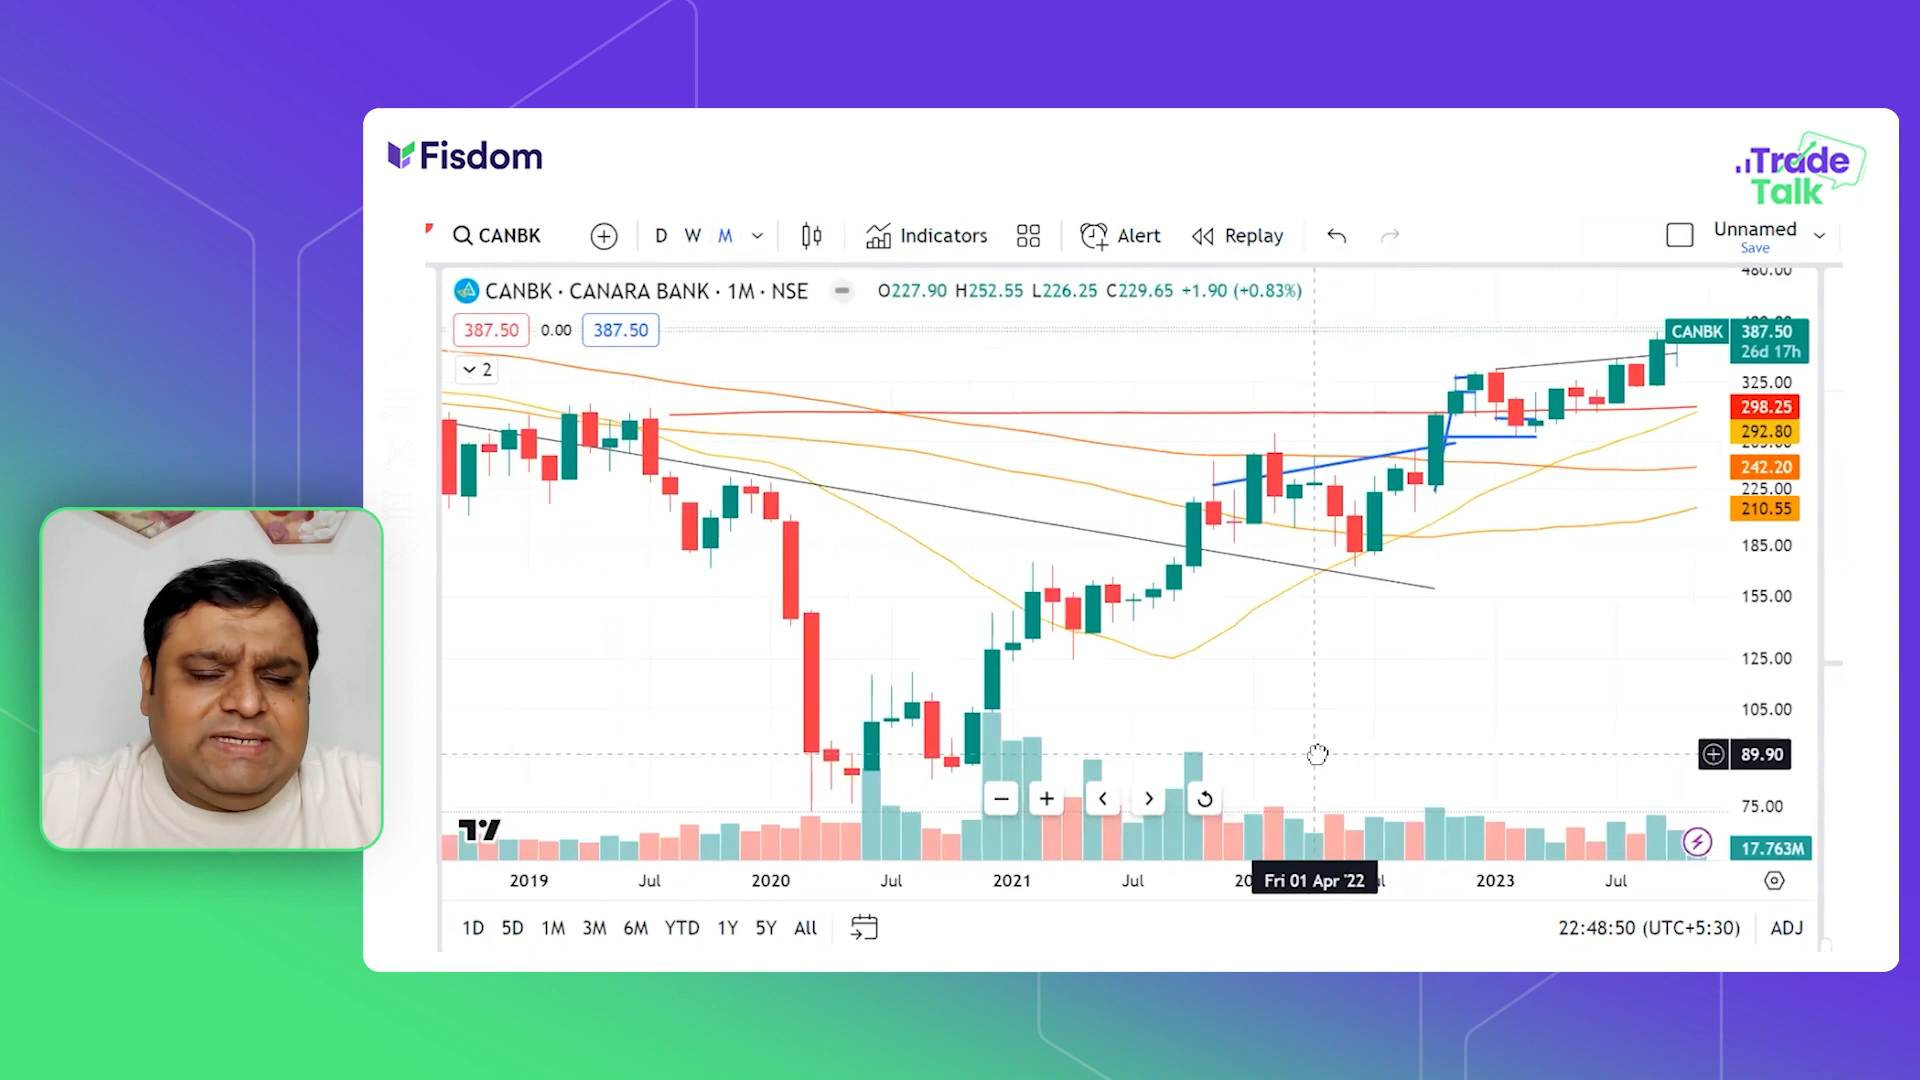 Fisdom
Trade
Talk
CANBK
D W M
Indicators
Alert
Replay
Unnamed
Save
CANBK · CANARA BANK · 1M · NSE
O227.90 H252.55 L226.25 C229.65 +1.90 (+0.83%)
387.50 0.00 387.50
2
480.00
CANBK 387.50
26d 17h
325.00
298.25
292.80
242.20
225.00
210.55
185.00
155.00
125.00
105.00
89.90
75.00
17.763M
2019 Jul 2020 Jul 2021 Jul Fri 01 Apr '22 2023 Jul
1D 5D 1M 3M 6M YTD 1Y 5Y All
22:48:50 (UTC+5:30) ADJ